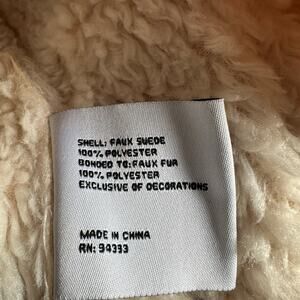 SHELL: FAUX SUEDE
100% POLYESTER
BONDED TO: FAUX FUR
100% POLYESTER
EXCLUSIVE OF DECORATIONS
MADE IN CHINA
RN: 94333